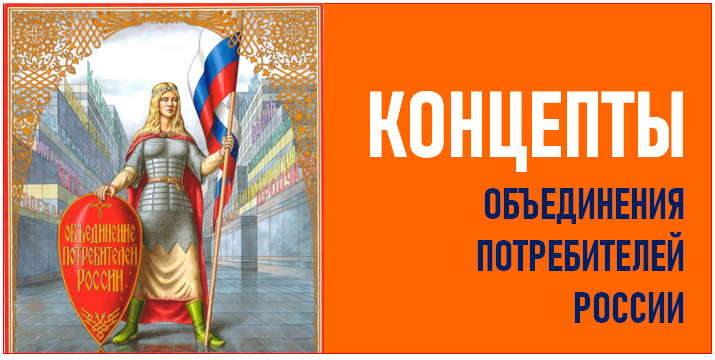 ОБЪЕДИНЕНИЕ
ПОТРЕБИТЕЛЕЙ
РОССИИ
КОНЦЕПТЫ
ОБЪЕДИНЕНИЯ
ПОТРЕБИТЕЛЕЙ
РОССИИ